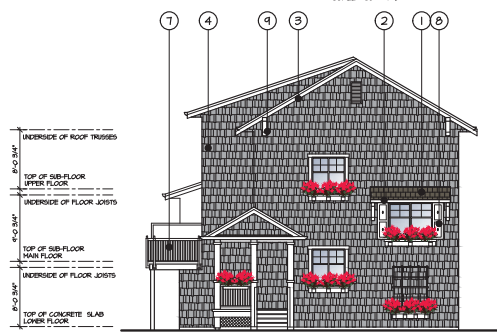 7 4 9 3 2 1 8
UNDERSIDE OF ROOF TRUSSES
8'-0 3/4"
TOP OF SUB-FLOOR
UPPER FLOOR
UNDERSIDE OF FLOOR JOISTS
9'-0 3/4"
TOP OF SUB-FLOOR
MAIN FLOOR
UNDERSIDE OF FLOOR JOISTS
8'-0 3/4"
TOP OF CONCRETE SLAB
LOWER FLOOR